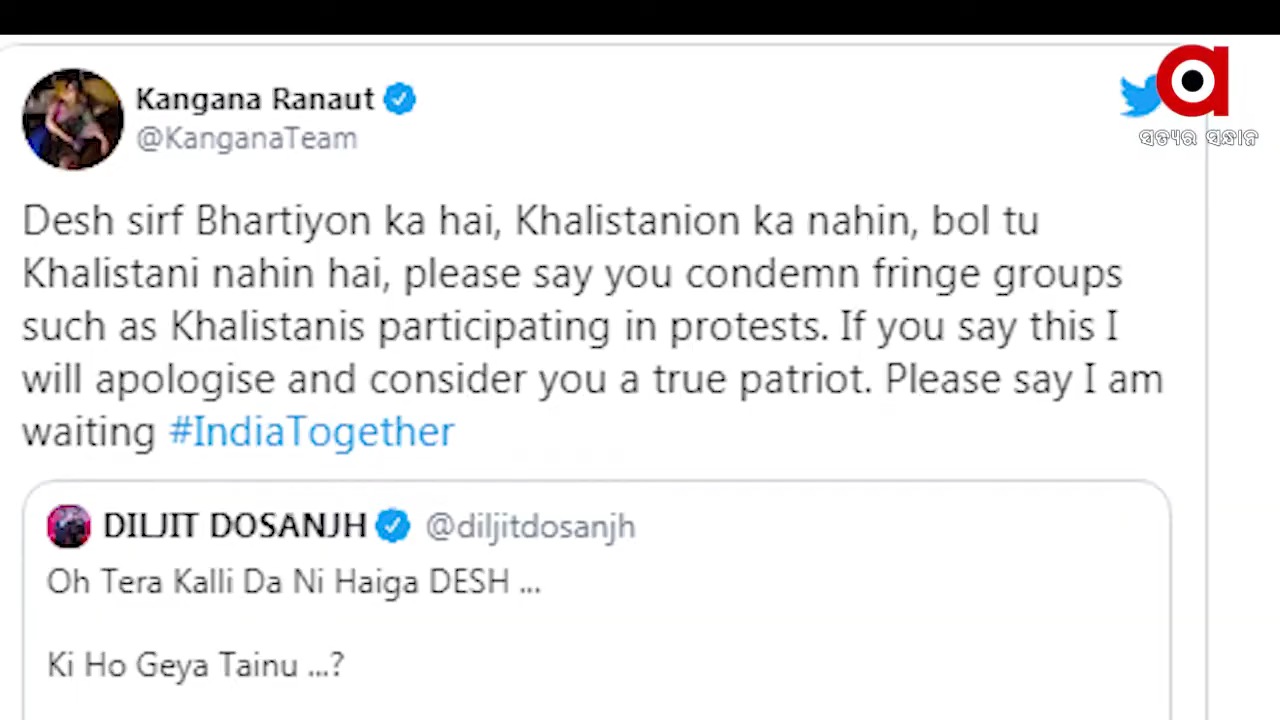 Kangana Ranaut
@KanganaTeam
ସତ୍ୟର ସନ୍ଧାନ
Desh sirf Bhartiyon ka hai, Khalistanion ka nahin, bol tu
Khalistani nahin hai, please say you condemn fringe groups
such as Khalistanis participating in protests. If you say this I
will apologise and consider you a true patriot. Please say I am
waiting #IndiaTogether
DILJIT DOSANJH @diljitdosanjh
Oh Tera Kalli Da Ni Haiga DESH ...
Ki Ho Geya Tainu ...?